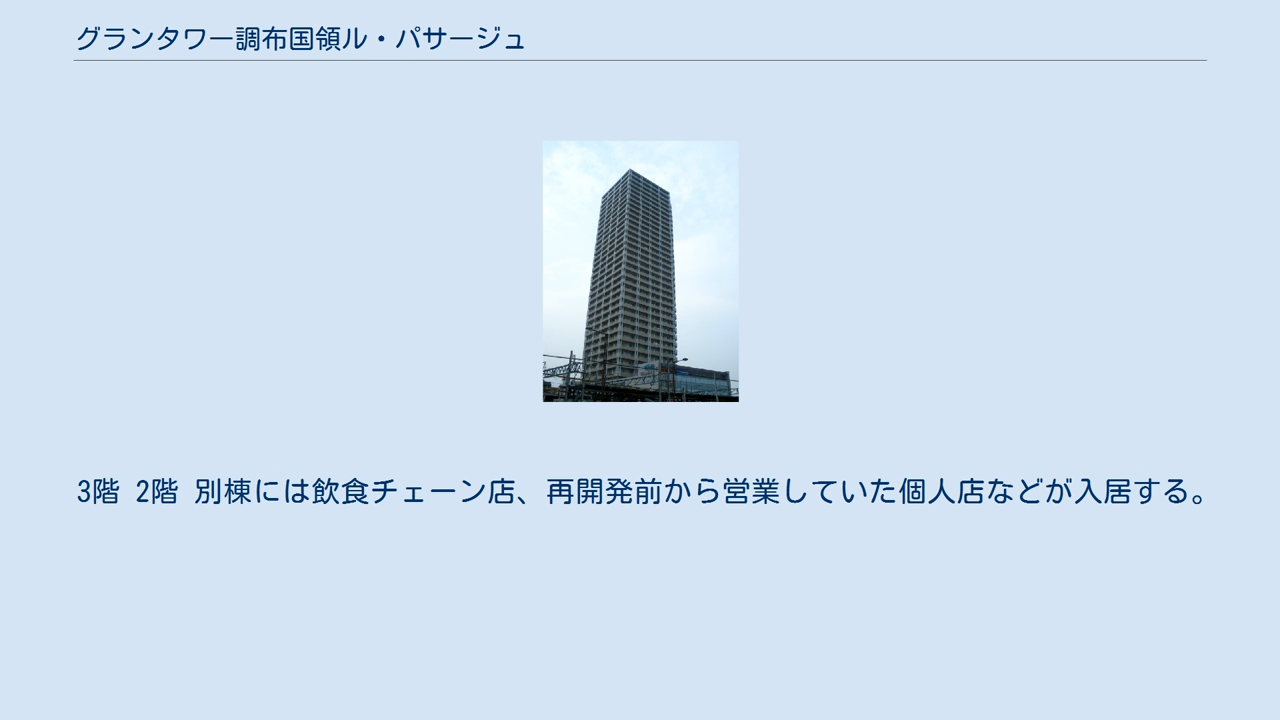 グランタワー調布国領ル・パサージュ
3階 2階 別棟には飲食チェーン店、再開発前から営業していた個人店などが入居する。